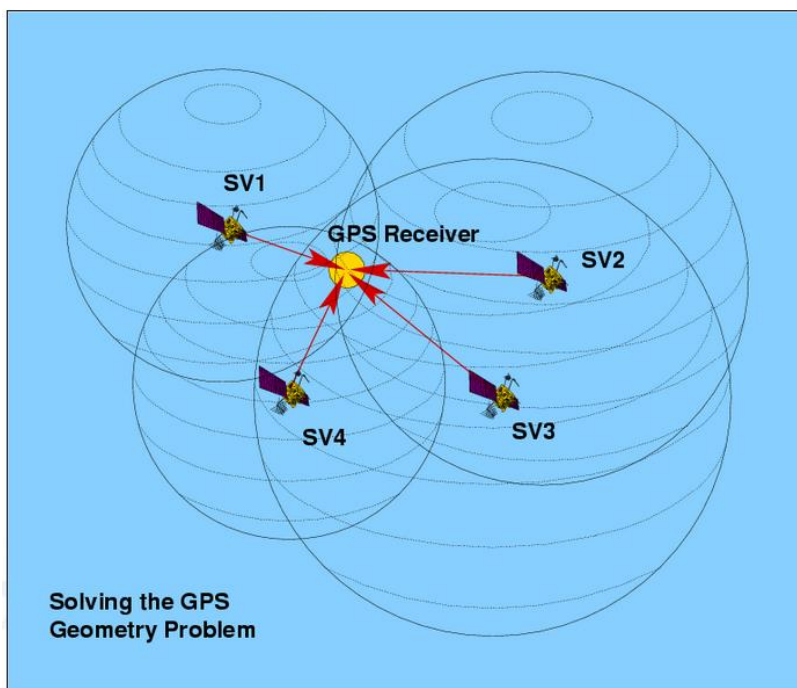 SV1
GPS Receiver
SV2
SV4
SV3
Solving the GPS
Geometry Problem